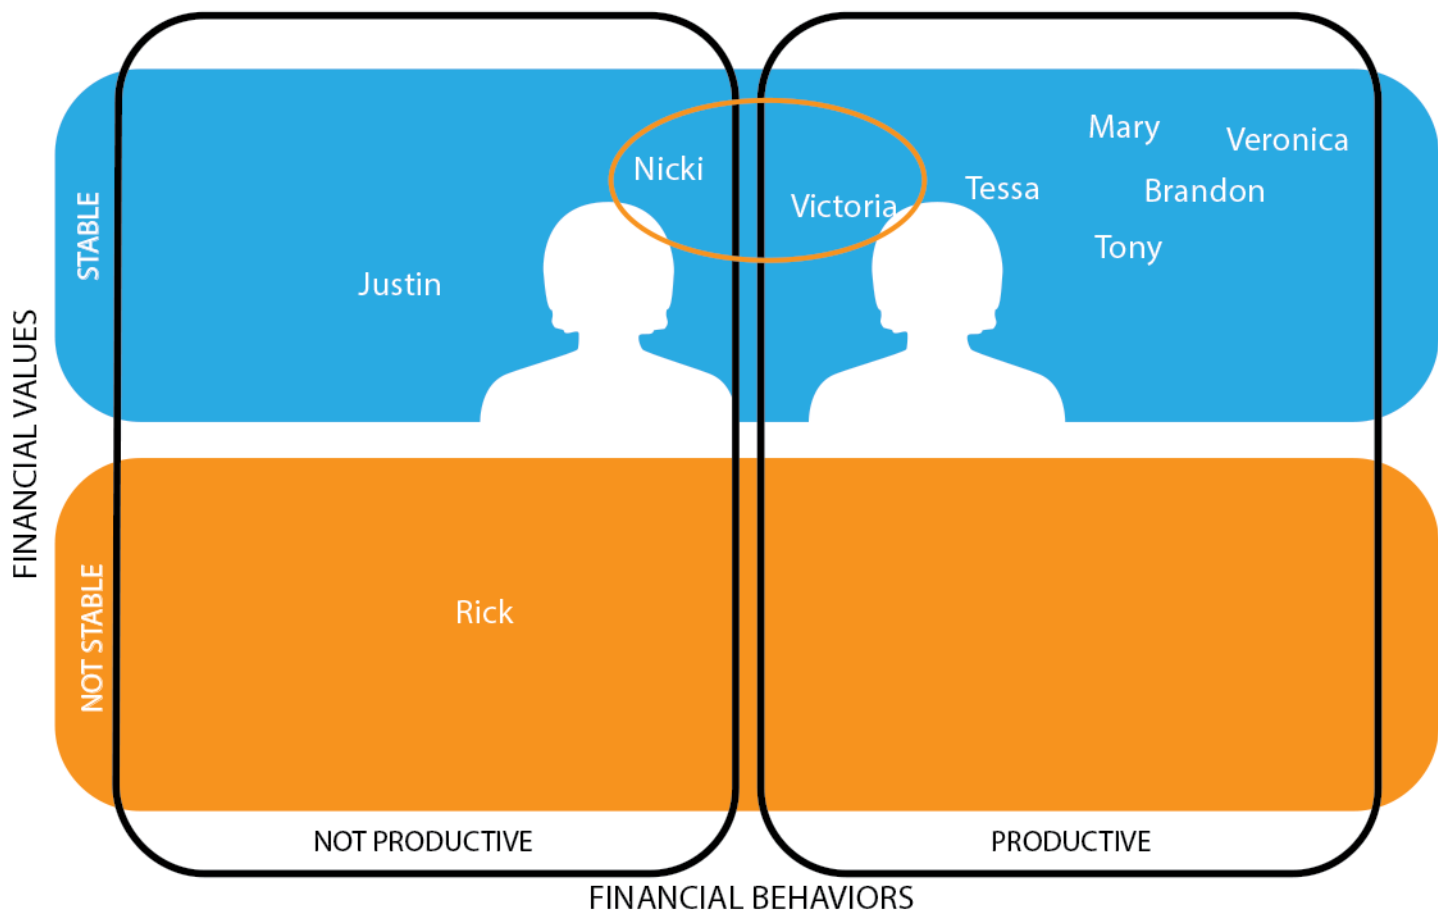 FINANCIAL VALUES
STABLE
Mary
Veronica
Nicki
Tessa
Brandon
Victoria
Tony
Justin
NOT STABLE
Rick
NOT PRODUCTIVE
PRODUCTIVE
FINANCIAL BEHAVIORS